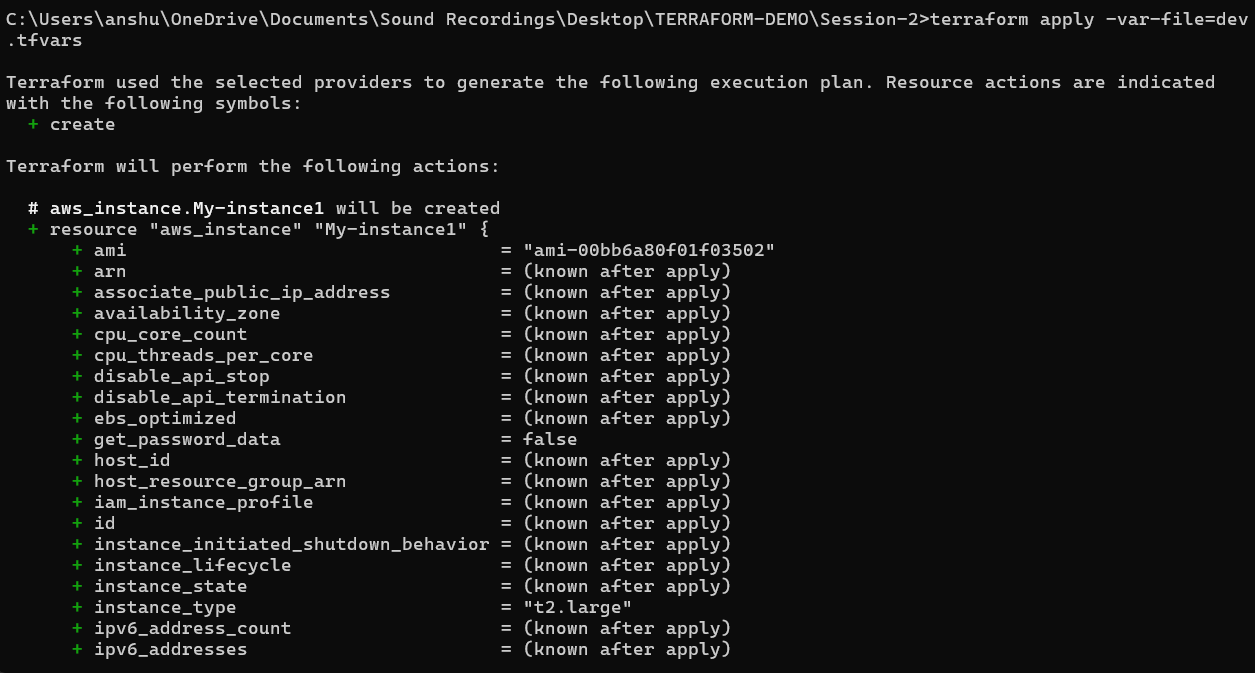 C:\Users\anshu\OneDrive\Documents\Sound Recordings\Desktop\TERRAFORM-DEMO\Session-2>terraform apply -var-file=dev
.tfvars
Terraform used the selected providers to generate the following execution plan. Resource actions are indicated
with the following symbols:
+ create
Terraform will perform the following actions:
# aws_instance.My-instance1 will be created
+ resource "aws_instance" "My-instance1" {
+ ami = "ami-00bb6a80f01f03502"
+ arn = (known after apply)
+ associate_public_ip_address = (known after apply)
+ availability_zone = (known after apply)
+ cpu_core_count = (known after apply)
+ cpu_threads_per_core = (known after apply)
+ disable_api_stop = (known after apply)
+ disable_api_termination = (known after apply)
+ ebs_optimized = (known after apply)
+ get_password_data = false
+ host_id = (known after apply)
+ host_resource_group_arn = (known after apply)
+ iam_instance_profile = (known after apply)
+ id = (known after apply)
+ instance_initiated_shutdown_behavior = (known after apply)
+ instance_lifecycle = (known after apply)
+ instance_state = (known after apply)
+ instance_type = "t2.large"
+ ipv6_address_count = (known after apply)
+ ipv6_addresses = (known after apply)